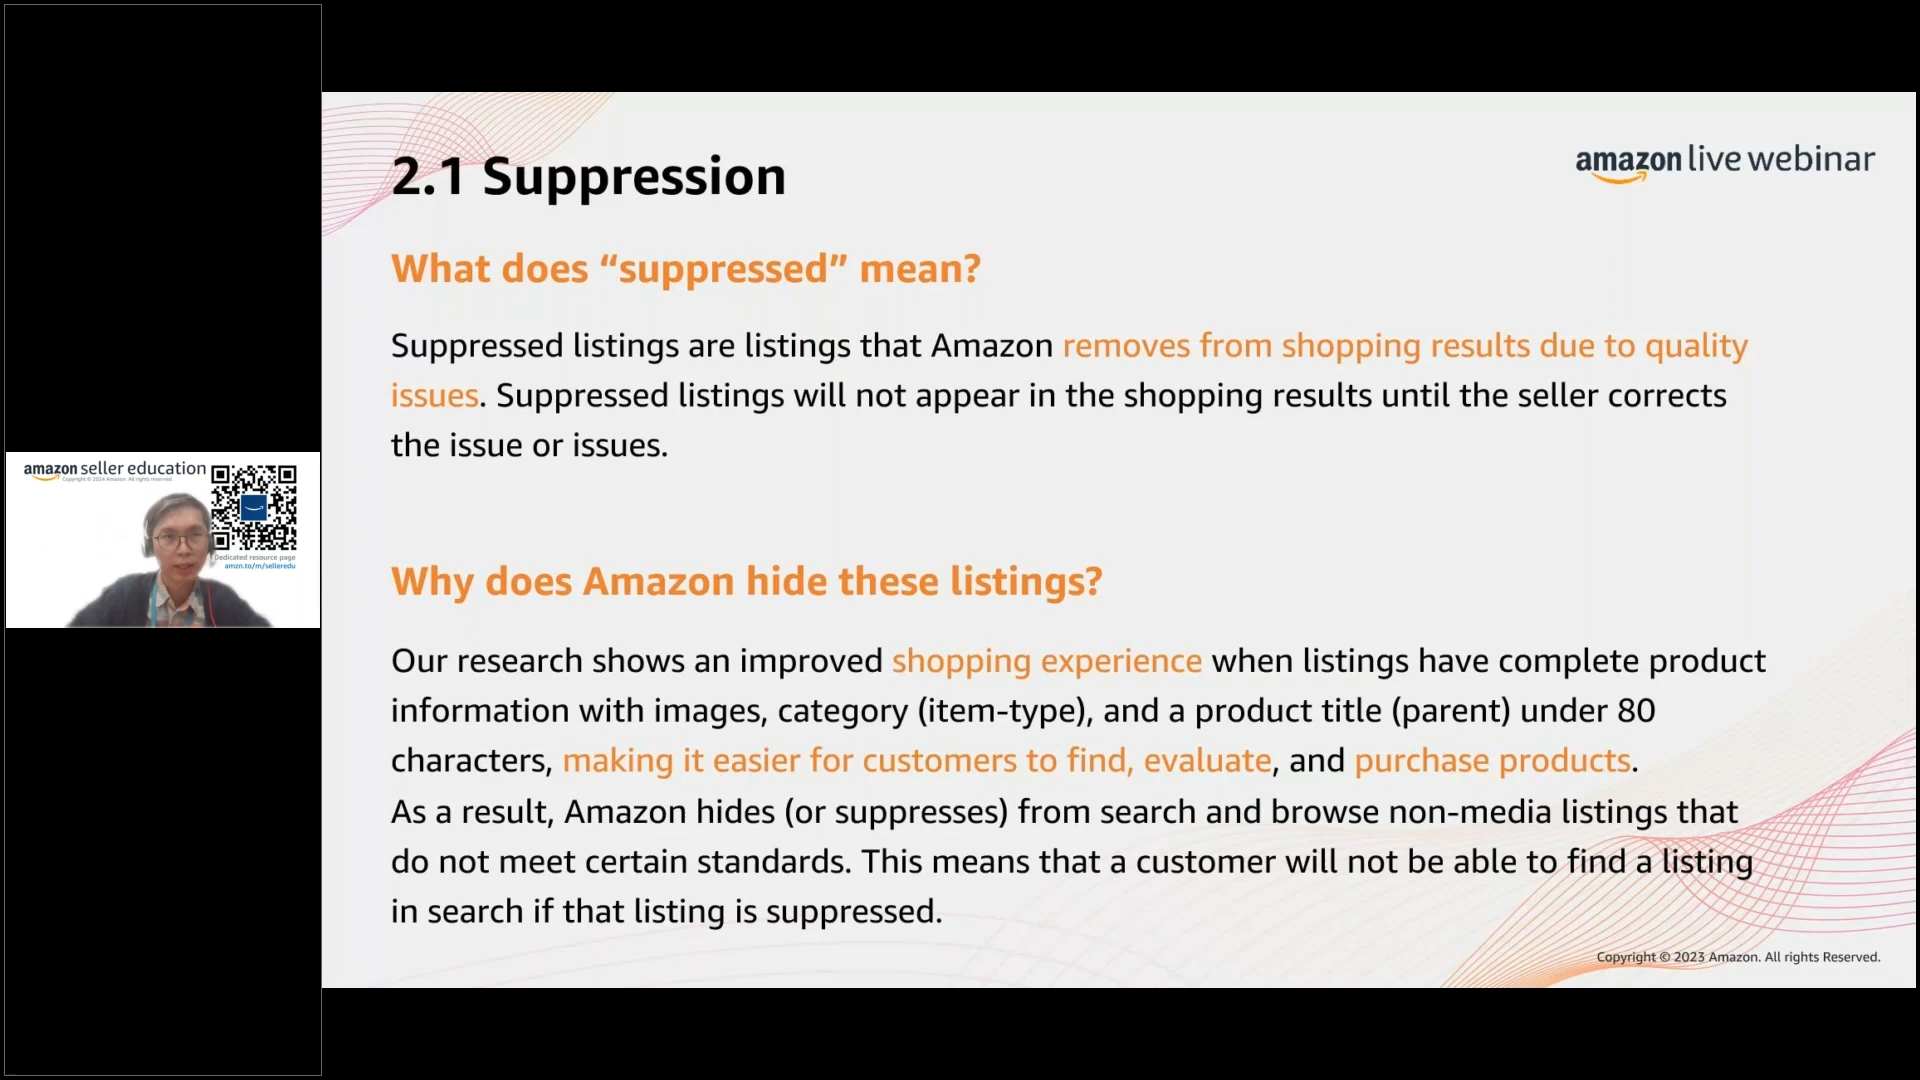 amazon seller education
Copyright © 2024 Amazon. All rights reserved.
Dedicated resource page
amzn.to/m/selleredu
amazon live webinar
2.1 Suppression
What does “suppressed” mean?
Suppressed listings are listings that Amazon removes from shopping results due to quality
issues. Suppressed listings will not appear in the shopping results until the seller corrects
the issue or issues.
Why does Amazon hide these listings?
Our research shows an improved shopping experience when listings have complete product
information with images, category (item-type), and a product title (parent) under 80
characters, making it easier for customers to find, evaluate, and purchase products.
As a result, Amazon hides (or suppresses) from search and browse non-media listings that
do not meet certain standards. This means that a customer will not be able to find a listing
in search if that listing is suppressed.
Copyright © 2023 Amazon. All rights Reserved.